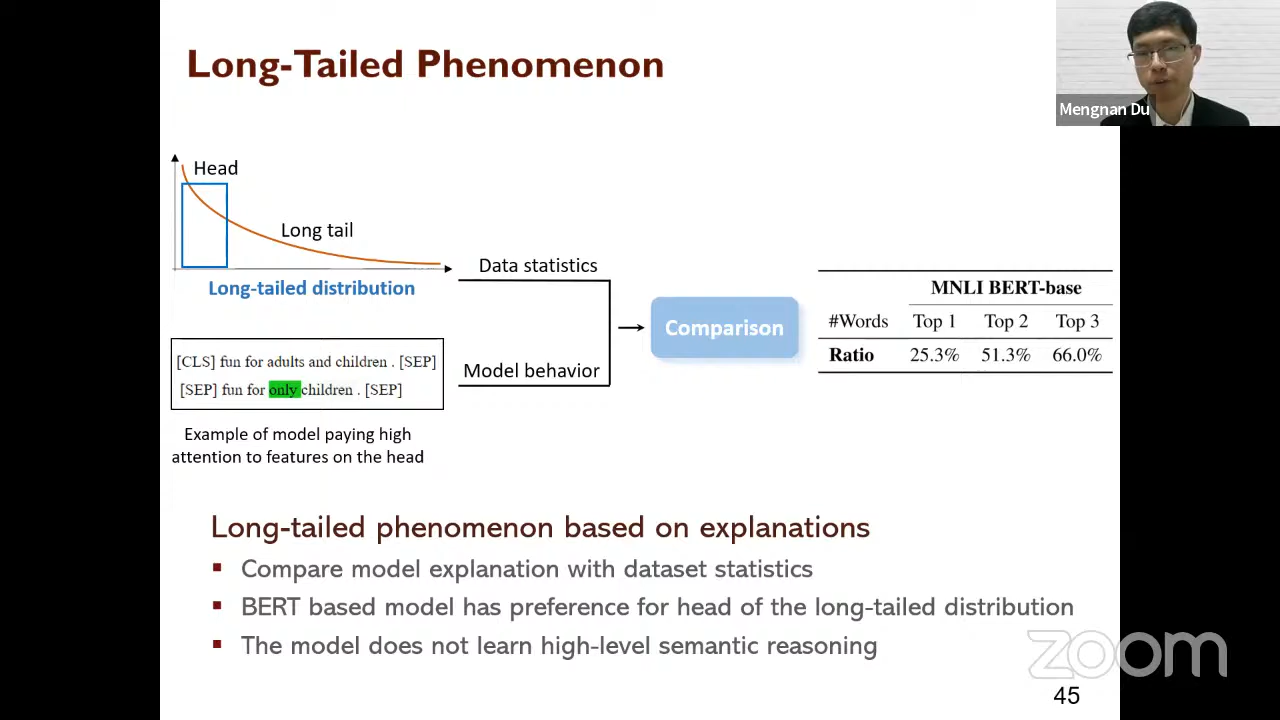 Long-Tailed Phenomenon
Mengnan Du
Head
Long tail
Long-tailed distribution
[CLS] fun for adults and children . [SEP]
[SEP] fun for only children . [SEP]
Example of model paying high
attention to features on the head
Data statistics
Model behavior
Comparison
MNLI BERT-base
#Words Top 1 Top 2 Top 3
Ratio 25.3% 51.3% 66.0%
Long-tailed phenomenon based on explanations
▪ Compare model explanation with dataset statistics
▪ BERT based model has preference for head of the long-tailed distribution
▪ The model does not learn high-level semantic reasoning
zoom
45